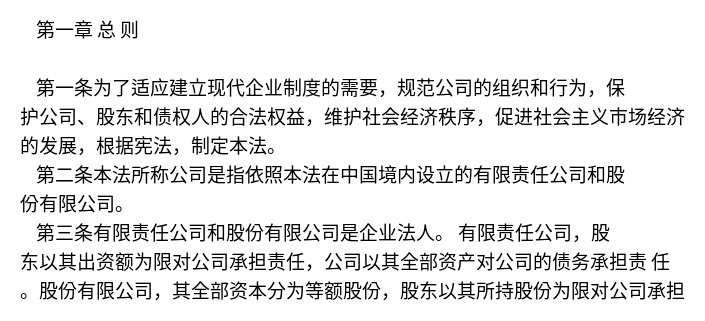 第一章 总 则
第一条为了适应建立现代企业制度的需要，规范公司的组织和行为，保
护公司、股东和债权人的合法权益，维护社会经济秩序，促进社会主义市场经济
的发展，根据宪法，制定本法。
第二条本法所称公司是指依照本法在中国境内设立的有限责任公司和股
份有限公司。
第三条有限责任公司和股份有限公司是企业法人。 有限责任公司，股
东以其出资额为限对公司承担责任，公司以其全部资产对公司的债务承担责 任
。股份有限公司，其全部资本分为等额股份，股东以其所持股份为限对公司承担